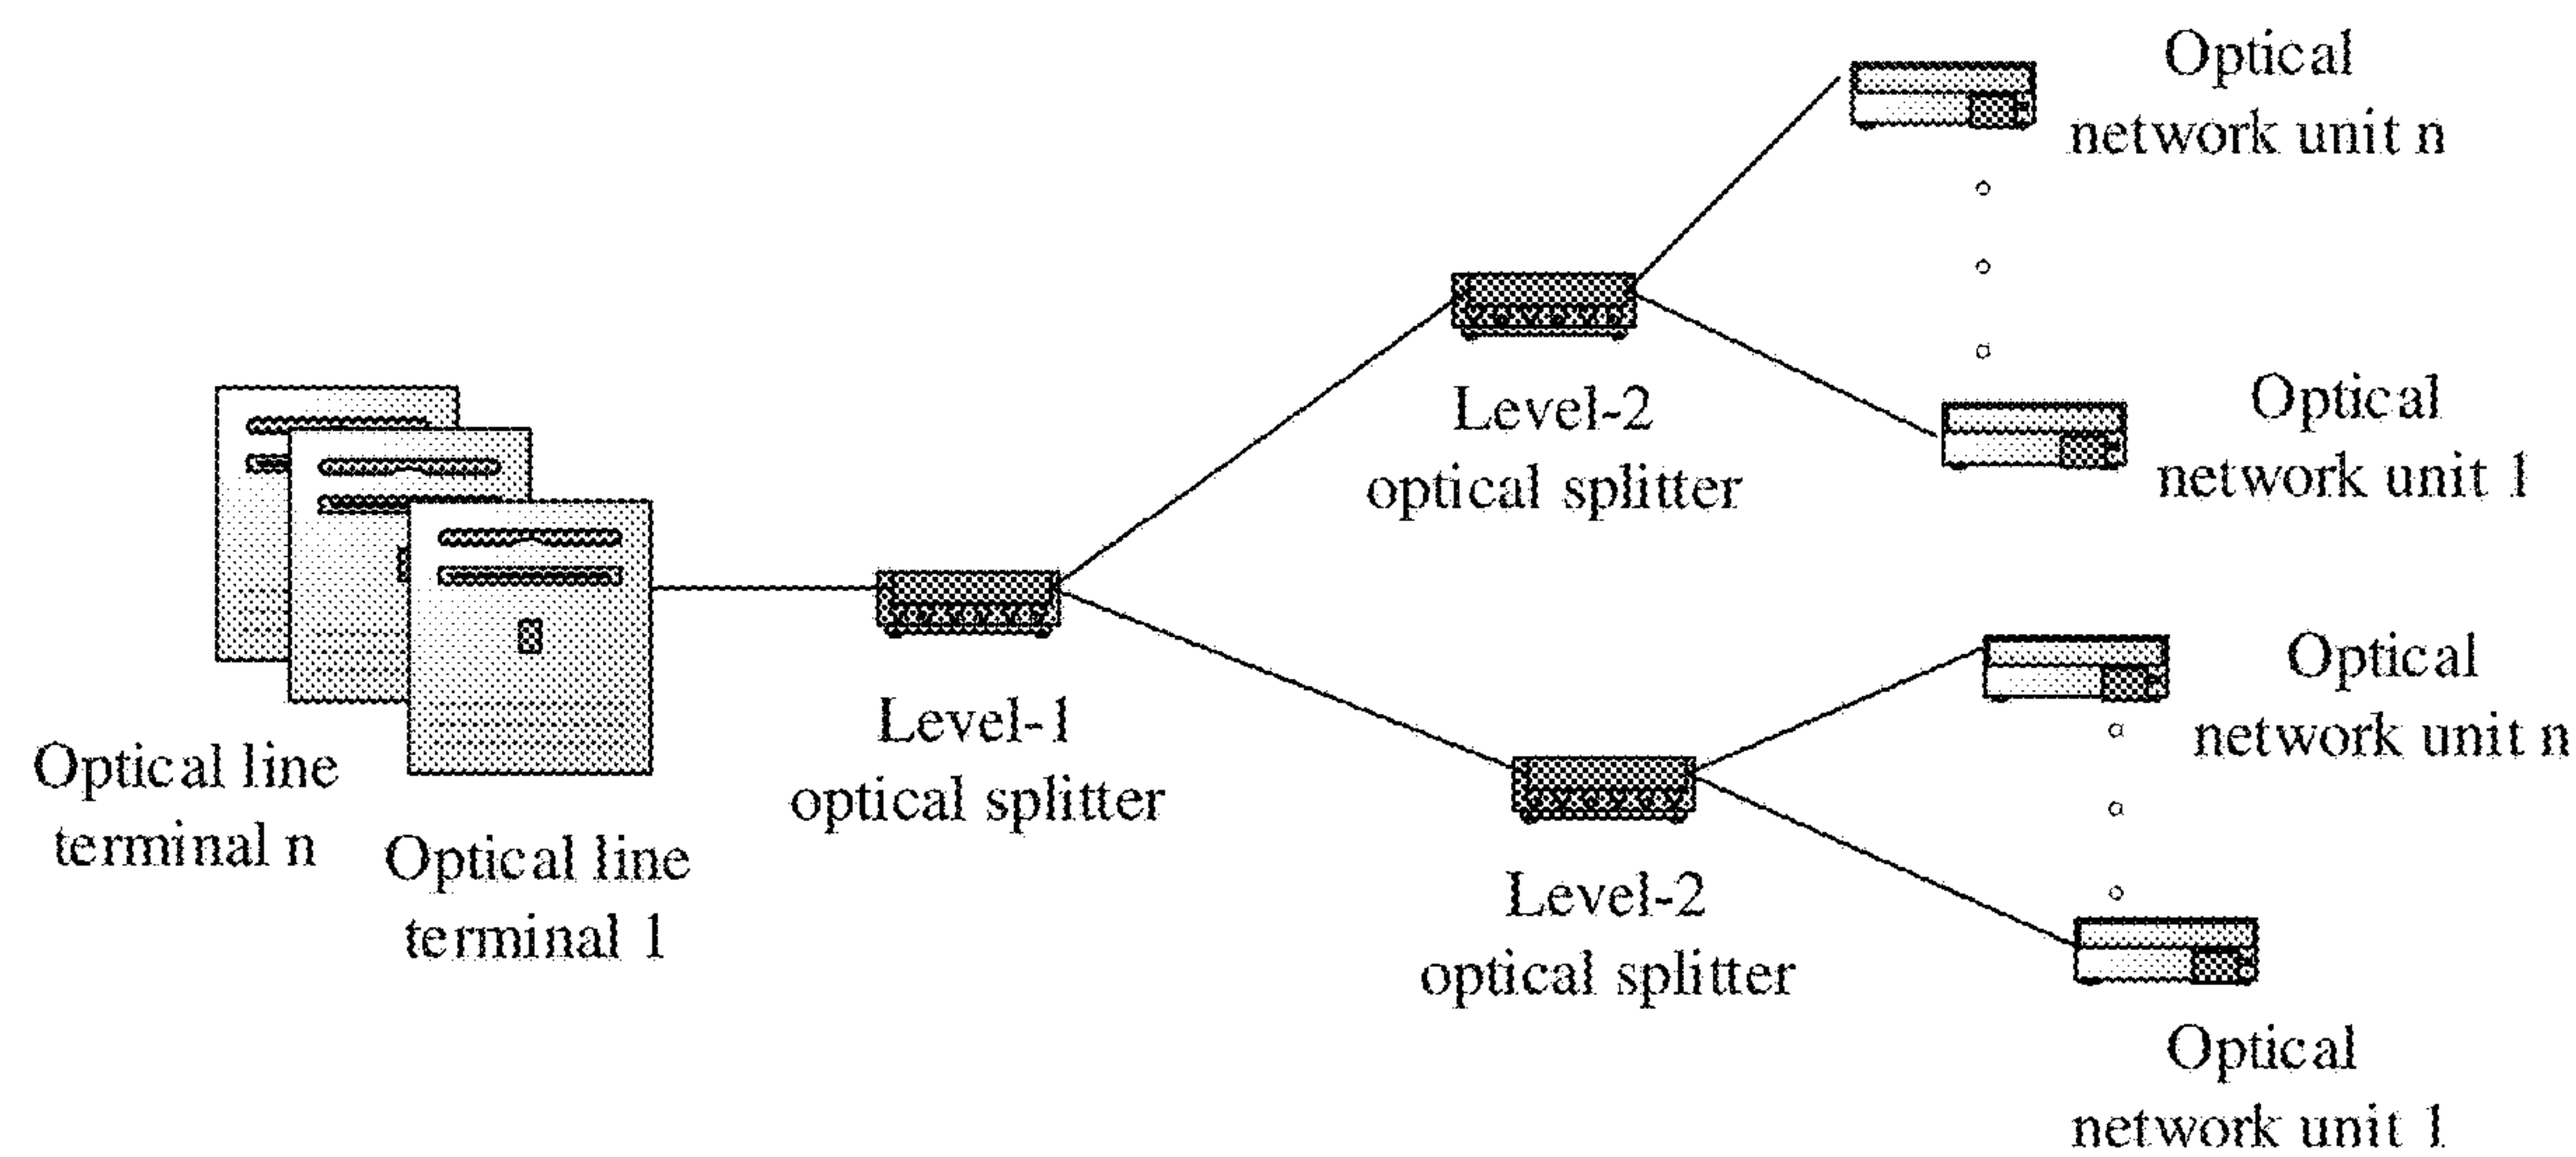 Optical
network unit n
Optical
network unit 1
Level-2
optical splitter
Optical
network unit n
Level-1
optical splitter
Optical line
terminal n
Optical line
terminal 1
Level-2
optical splitter
Optical
network unit 1